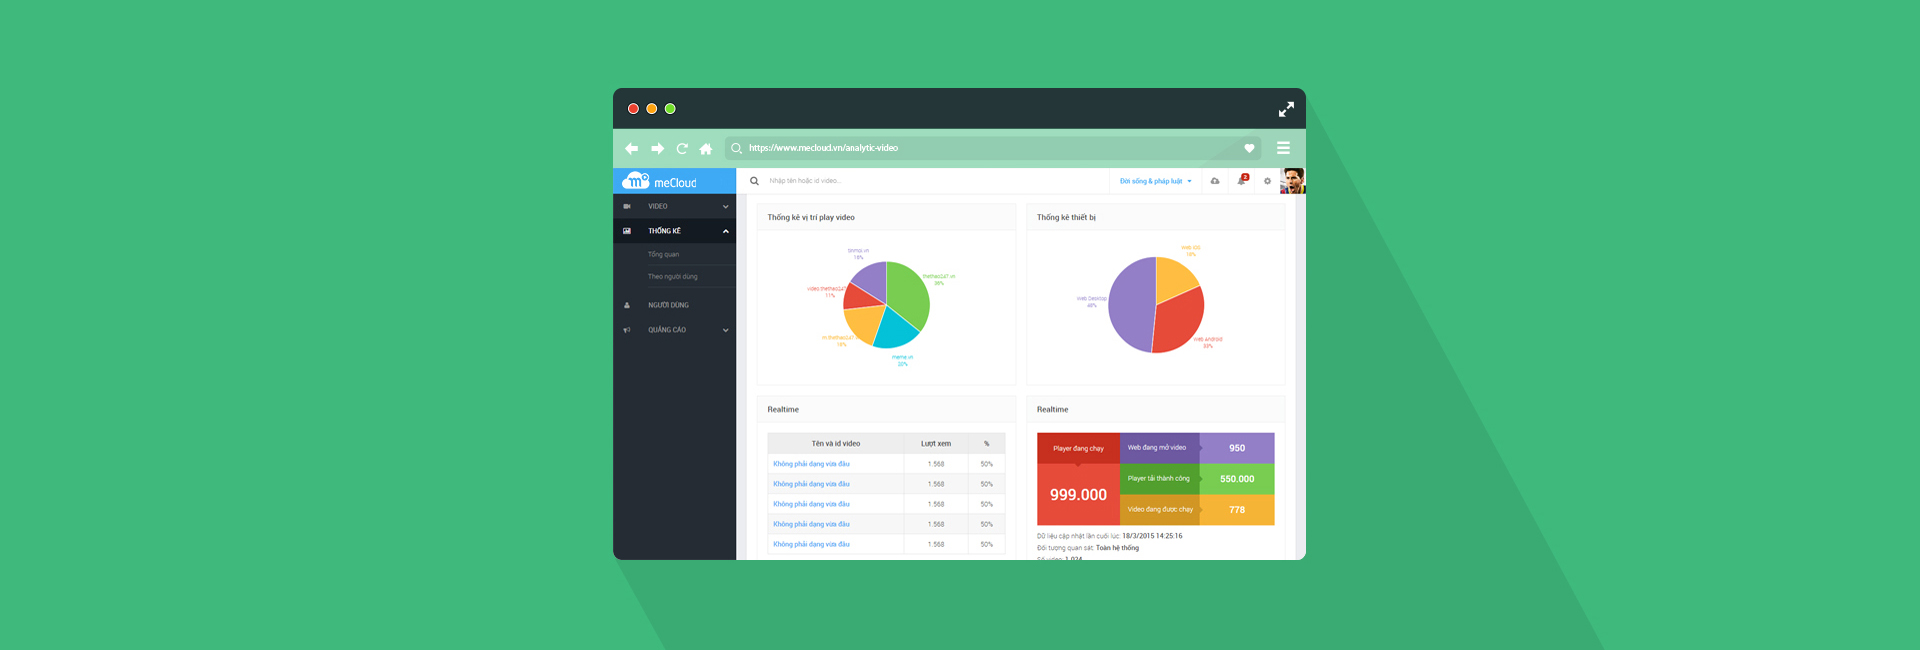 https://www.mecloud.vn/analytic-video
meCloud
Nhập tên hoặc id video...
Đời sống & pháp luật
2
VIDEO
THỐNG KÊ
Tổng quan
Theo người dùng
NGƯỜI DÙNG
QUẢNG CÁO
Thống kê vị trí play video
tinmoi.vn
16%
thethao247.vn
36%
video.thethao247
11%
m.thethao247.v
16%
meme.vn
20%
Thống kê thiết bị
Web iOS
18%
Web Desktop
48%
Web android
33%
Realtime
Tên và id video Lượt xem %
Không phải dạng vừa đâu 1.568 50%
Không phải dạng vừa đâu 1.568 50%
Không phải dạng vừa đâu 1.568 50%
Không phải dạng vừa đâu 1.568 50%
Không phải dạng vừa đâu 1.568 50%
Realtime
Player đang chạy
999.000
Web đang mở video 950
Player tải thành công 550.000
Video đang được chạy 778
Dữ liệu cập nhật lần cuối lúc: 18/3/2015 14:25:16
Đối tượng quan sát: Toàn hệ thống
Số video: 1.024